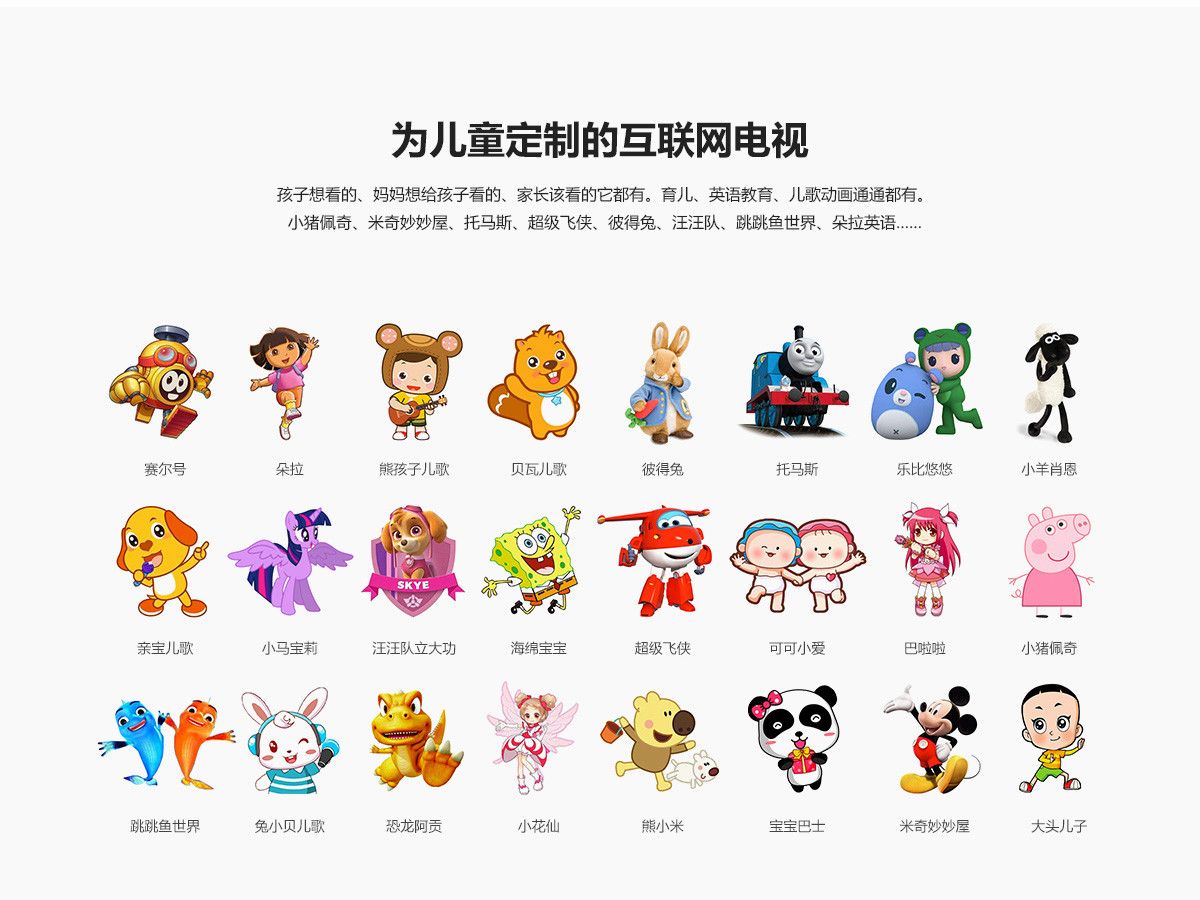 为儿童定制的互联网电视
孩子想看的、妈妈想给孩子看的、家长该看的它都有。育儿、英语教育、儿歌动画通通都有。
小猪佩奇、米奇妙妙屋、托马斯、超级飞侠、彼得兔、汪汪队、跳跳鱼世界、朵拉英语......
赛尔号 朵拉 熊孩子儿歌 贝瓦儿歌 彼得兔 托马斯 乐比悠悠 小羊肖恩
SKYE
亲宝儿歌 小马宝莉 汪汪队立大功 海绵宝宝 超级飞侠 可可小爱 巴啦啦 小猪佩奇
跳跳鱼世界 兔小贝儿歌 恐龙阿贡 小花仙 熊小米 宝宝巴士 米奇妙妙屋 大头儿子